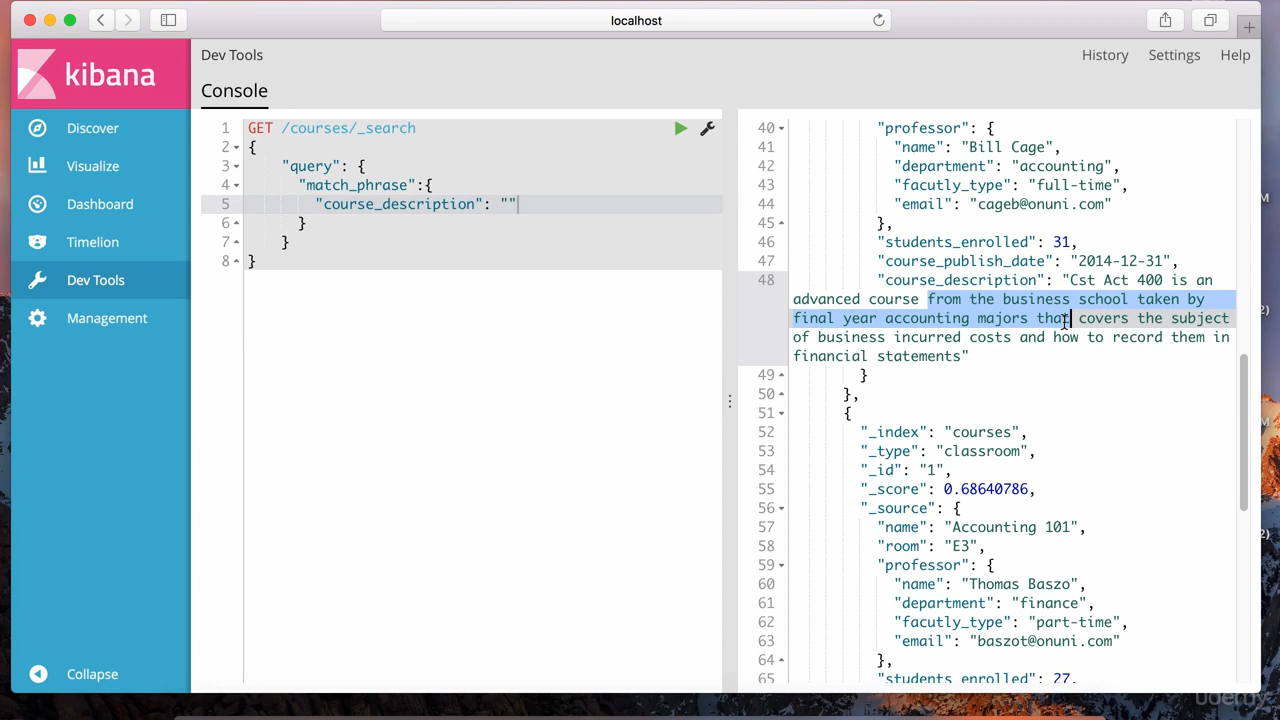 localhost
kibana
Discover
Visualize
Dashboard
Timelion
Dev Tools
Management
Collapse
Dev Tools
History Settings Help
Console
1 GET /courses/_search
2 {
3 "query": {
4 "match_phrase":{
5 "course_description": ""
6 }
7 }
8 }
40 "professor": {
41 "name": "Bill Cage",
42 "department": "accounting",
43 "facutly_type": "full-time",
44 "email": "cageb@onuni.com"
45 },
46 "students_enrolled": 31,
47 "course_publish_date": "2014-12-31",
48 "course_description": "Cst Act 400 is an
advanced course from the business school taken by
final year accounting majors that covers the subject
of business incurred costs and how to record them in
financial statements"
49 }
50 },
51 {
52 "_index": "courses",
53 "_type": "classroom",
54 "_id": "1",
55 "_score": 0.68640786,
56 "_source": {
57 "name": "Accounting 101",
58 "room": "E3",
59 "professor": {
60 "name": "Thomas Baszo",
61 "department": "finance",
62 "facutly_type": "part-time",
63 "email": "baszot@onuni.com"
64 },
65 "students_enrolled": 27,
udemy